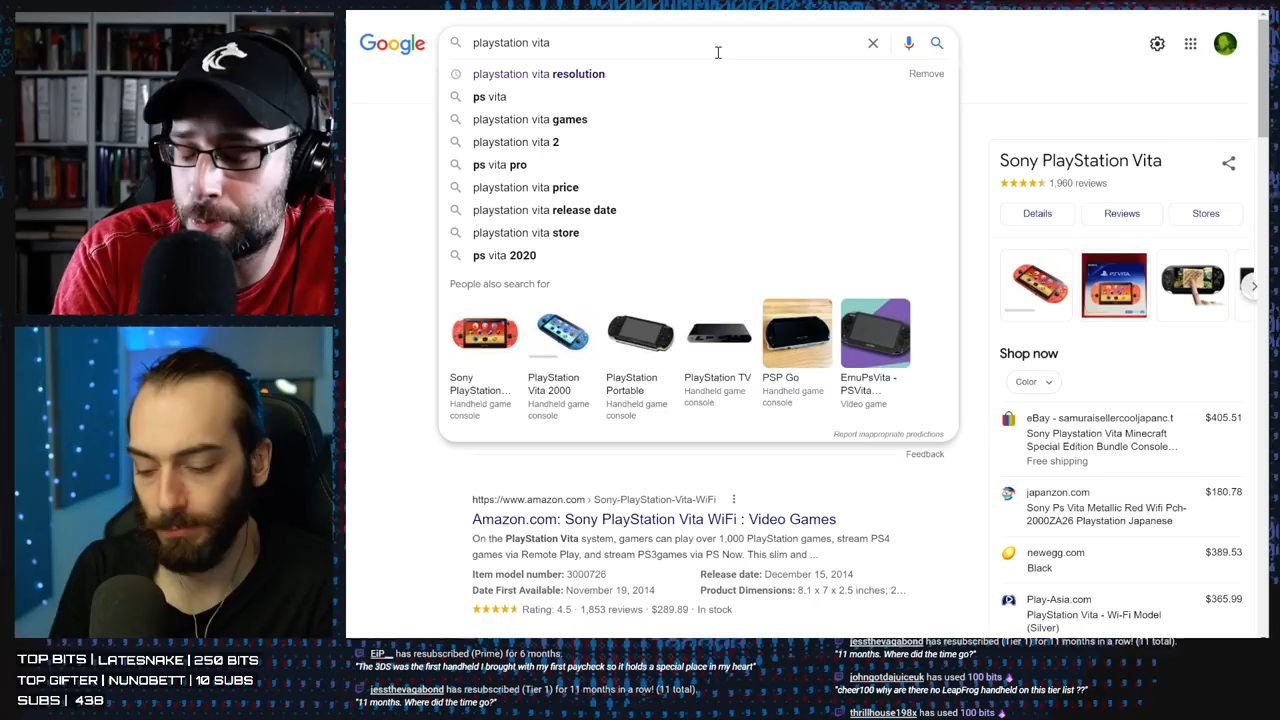 Google
playstation vita
playstation vita resolution
Remove
ps vita
playstation vita games
playstation vita 2
ps vita pro
playstation vita price
playstation vita release date
playstation vita store
ps vita 2020
People also search for
Sony PlayStation...
Handheld game console
PlayStation Vita 2000
Handheld game console
PlayStation Portable
Handheld game console
PlayStation TV
PSP Go
Handheld game console
EmuPsVita - PSVita...
Video game
Report inappropriate predictions
Feedback
https://www.amazon.com › Sony-PlayStation-Vita-WiFi
Amazon.com: Sony PlayStation Vita WiFi : Video Games
On the PlayStation Vita system, gamers can play over 1,000 PlayStation games, stream PS4
games via Remote Play, and stream PS3games via PS Now. This slim and ...
Item model number: 3000726
Release date: December 15, 2014
Date First Available: November 19, 2014
Product Dimensions: 8.1 x 7 x 2.5 inches; 2...
Rating: 4.5 · 1,853 reviews · $289.89 · In stock
Sony PlayStation Vita
1,960 reviews
Details
Reviews
Stores
PSVITA
Shop now
Color
eBay - samuraisellercooljapanc.t
$405.51
Sony Playstation Vita Minecraft
Special Edition Bundle Console...
Free shipping
japanzon.com
$180.78
Sony Ps Vita Metallic Red Wifi Pch-
2000ZA26 Playstation Japanese
newegg.com
$389.53
Black
Play-Asia.com
$365.99
PlayStation Vita - Wi-Fi Model
(Silver)
TOP BITS | LATESNAKE | 250 BITS
TOP GIFTER | NUNOBETT | 10 SUBS
SUBS | 438
EiP__ has resubscribed (Prime) for 6 months.
"The 3DS was the first handheld I brought with my first paycheck so it holds a special place in my heart"
jessthevagabond has resubscribed (Tier 1) for 11 months in a row! (11 total).
"11 months. Where did the time go?"
jessthevagabond has resubscribed (Tier 1) for 11 months in a row! (11 total).
"11 months. Where did the time go?"
johngotdajuiceuk has used 100 bits
"cheer100 why are there no LeapFrog handheld on this tier list ??"
thrillhouse198x has used 100 bits